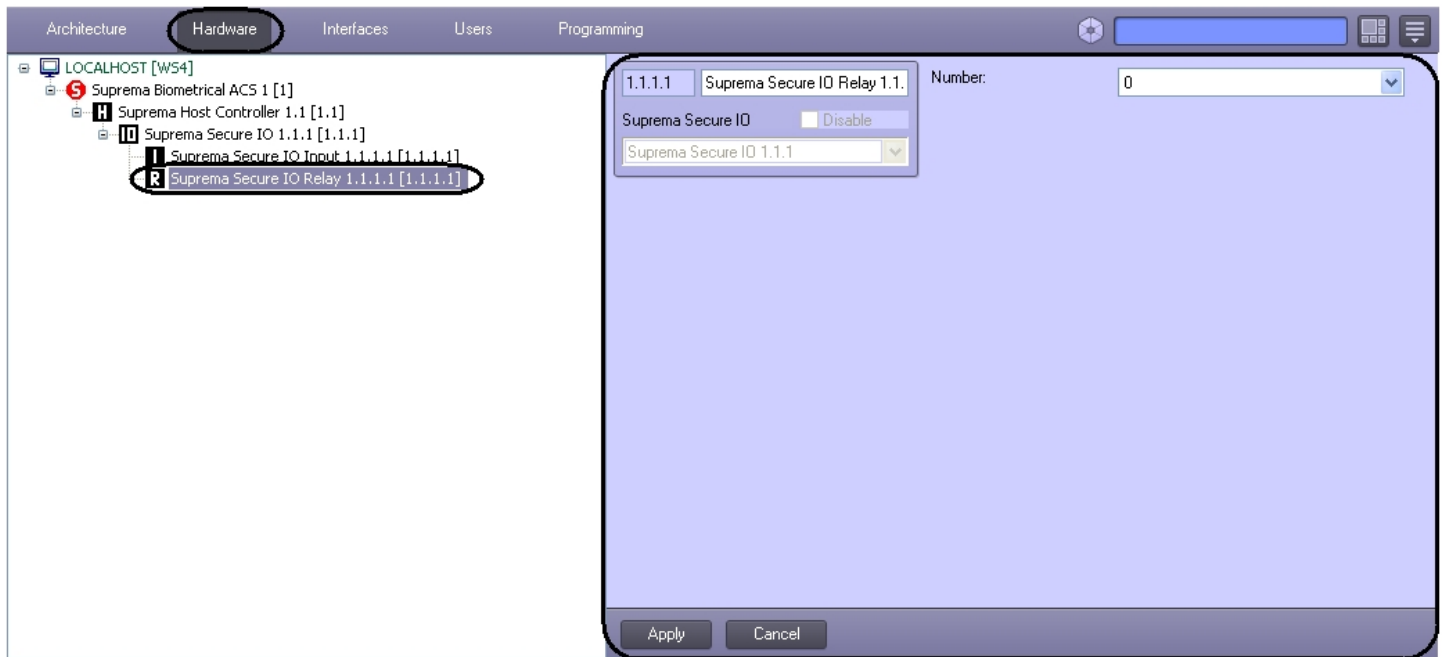 Architecture Hardware Interfaces Users Programming
LOCALHOST [WS4]
S Suprema Biometrical ACS 1 [1]
H Suprema Host Controller 1.1 [1.1]
IO Suprema Secure IO 1.1.1 [1.1.1]
I Suprema Secure IO Input 1.1.1.1 [1.1.1.1]
R Suprema Secure IO Relay 1.1.1.1 [1.1.1.1]
1.1.1.1 Suprema Secure IO Relay 1.1.
Number: 0
Suprema Secure IO Disable
Suprema Secure IO 1.1.1
Apply Cancel